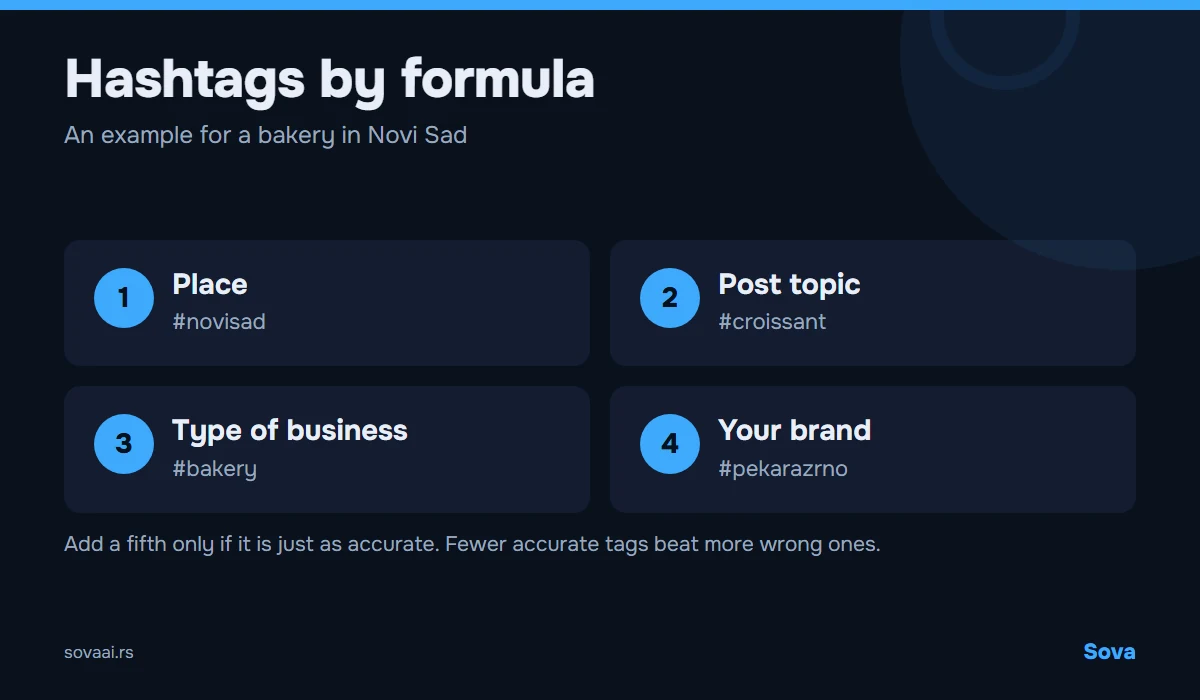 Hashtags by formula
An example for a bakery in Novi Sad
1
Place
#novisad
2
Post topic
#croissant
3
Type of business
#bakery
4
Your brand
#pekarazrno
Add a fifth only if it is just as accurate. Fewer accurate tags beat more wrong ones.
sovaai.rs
Sova